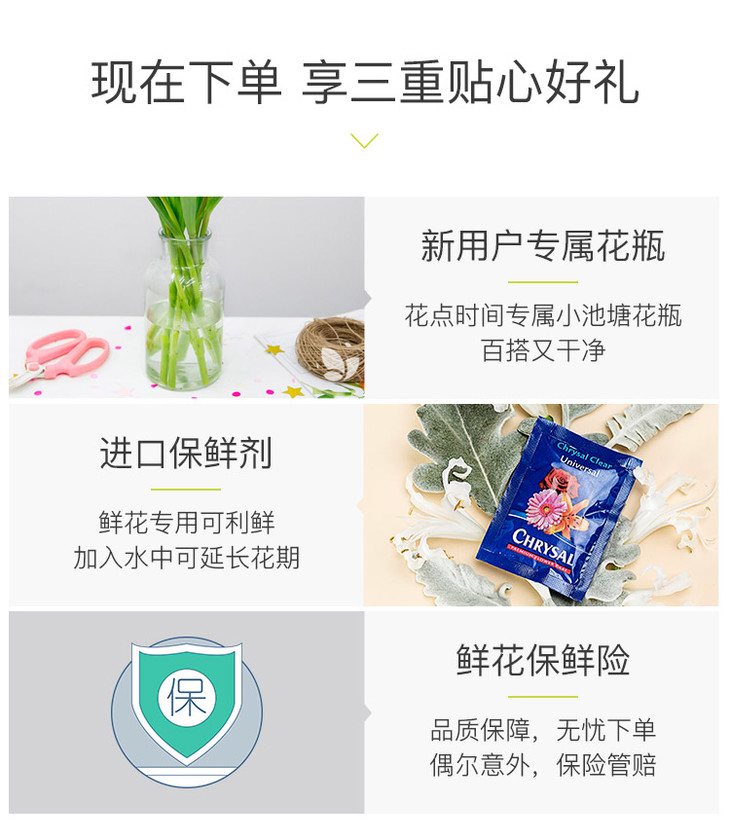 现在下单 享三重贴心好礼
新用户专属花瓶
花点时间专属小池塘花瓶
百搭又干净
进口保鲜剂
鲜花专用可利鲜
加入水中可延长花期
Chrysal Clear
Universal
CHRYSAL
保
鲜花保鲜险
品质保障，无忧下单
偶尔意外，保险管赔